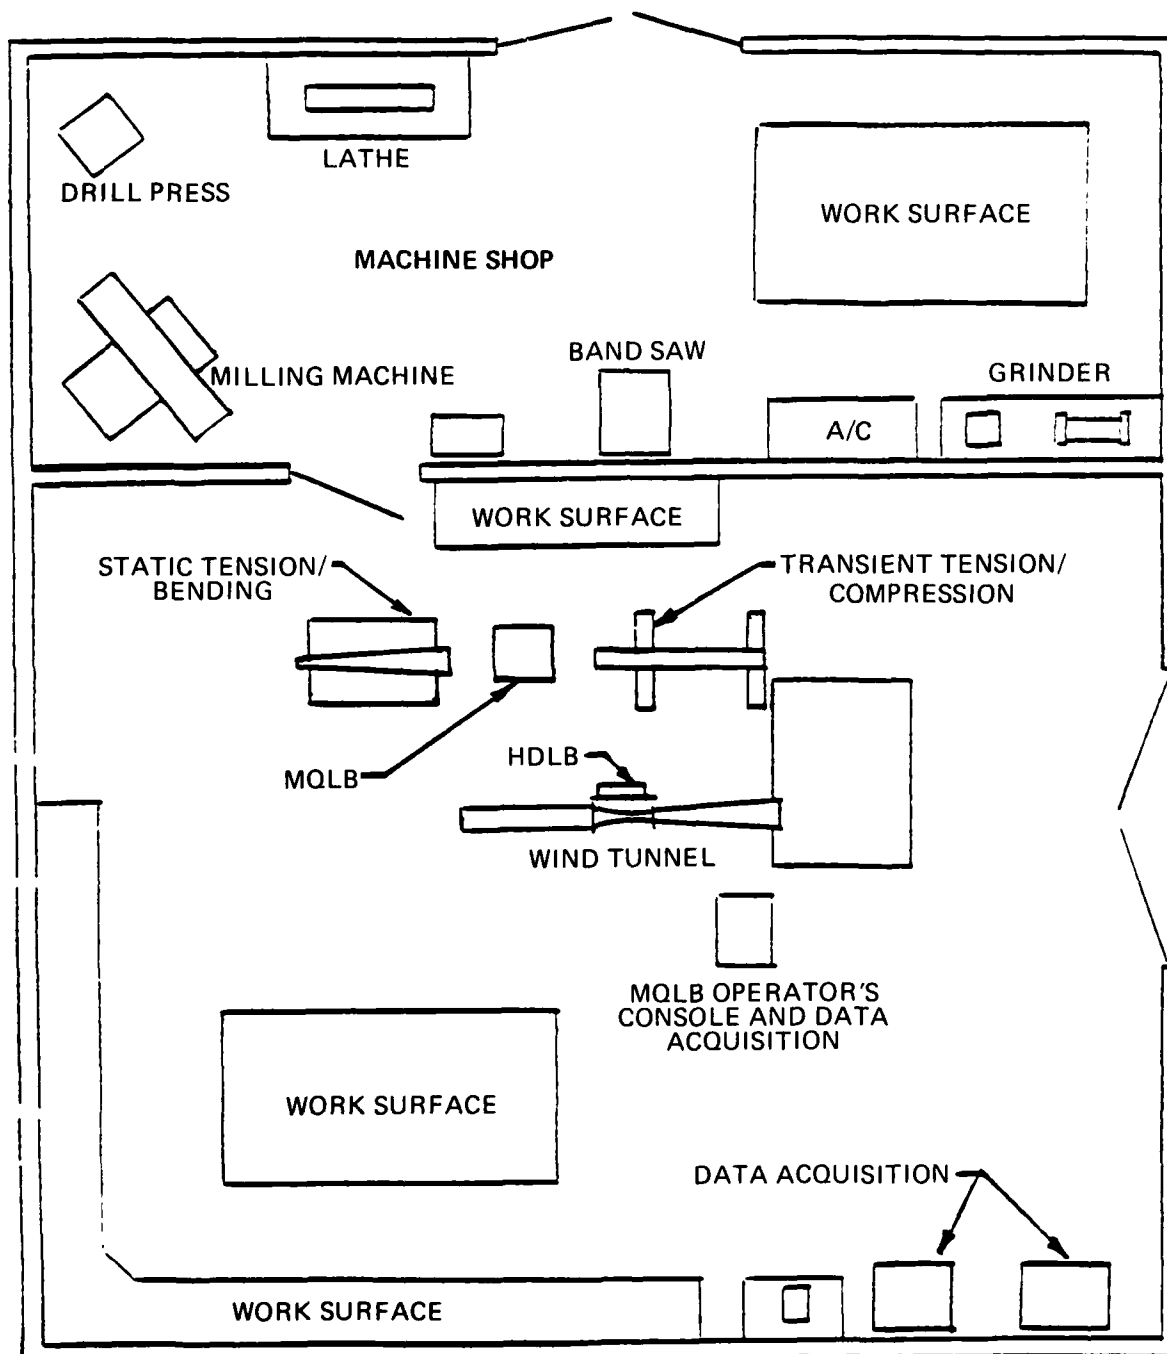 LATHE
DRILL PRESS
WORK SURFACE
MACHINE SHOP
BAND SAW
MILLING MACHINE
GRINDER
A/C
WORK SURFACE
STATIC TENSION/
BENDING
TRANSIENT TENSION/
COMPRESSION
HDLB
MQLB
WIND TUNNEL
MQLB OPERATOR'S
CONSOLE AND DATA
ACQUISITION
WORK SURFACE
DATA ACQUISITION
WORK SURFACE